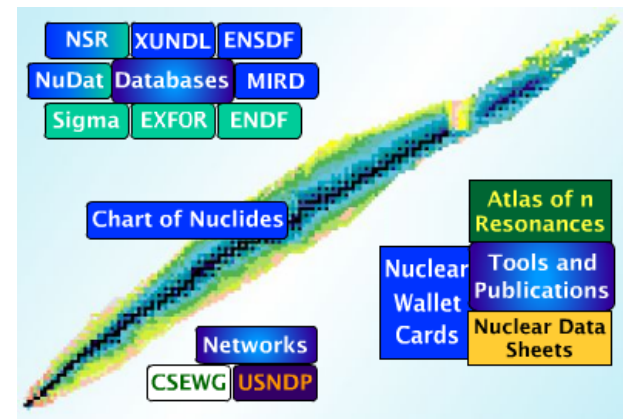 NSR XUNDL ENSDF
NuDat Databases MIRD
Sigma EXFOR ENDF
Chart of Nuclides
Atlas of n
Resonances
Nuclear
Wallet
Cards
Tools and
Publications
Nuclear Data
Sheets
Networks
CSEWG USNDP